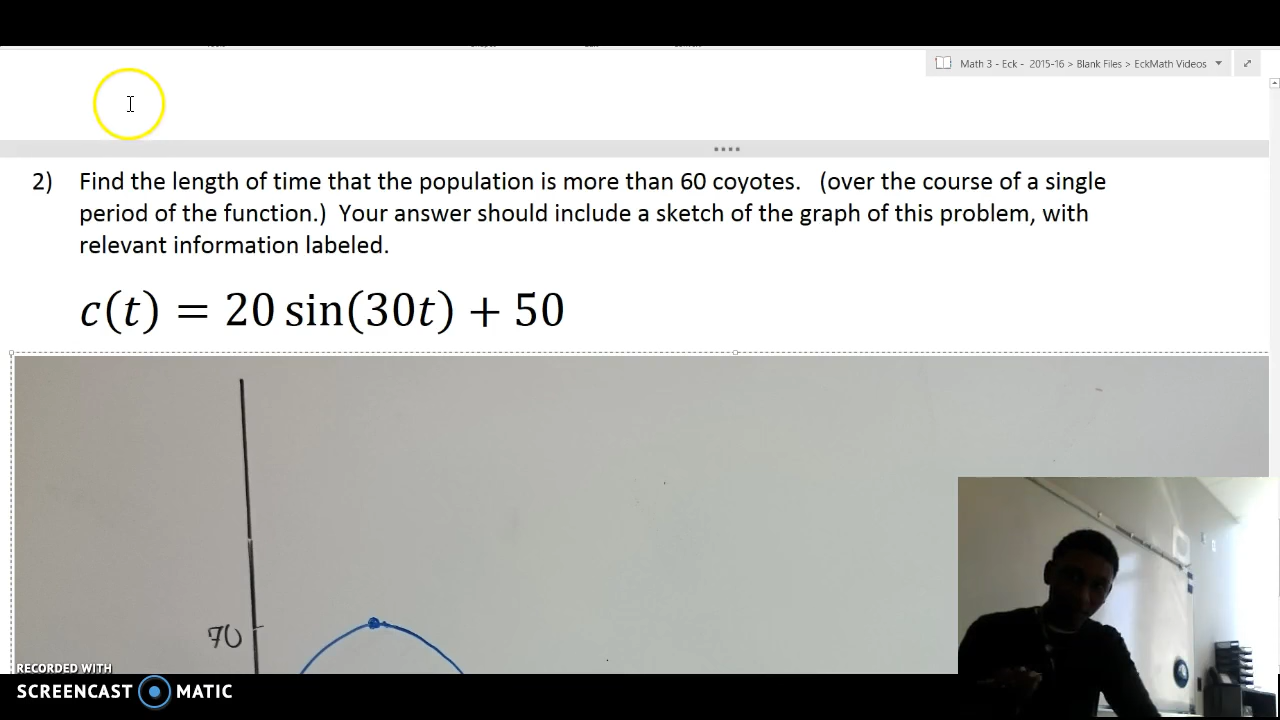 Math 3 - Eck - 2015-16 > Blank Files > EckMath Videos
2) Find the length of time that the population is more than 60 coyotes. (over the course of a single
period of the function.) Your answer should include a sketch of the graph of this problem, with
relevant information labeled.
c(t) = 20 sin(30t) + 50
70
RECORDED WITH
SCREENCAST MATIC